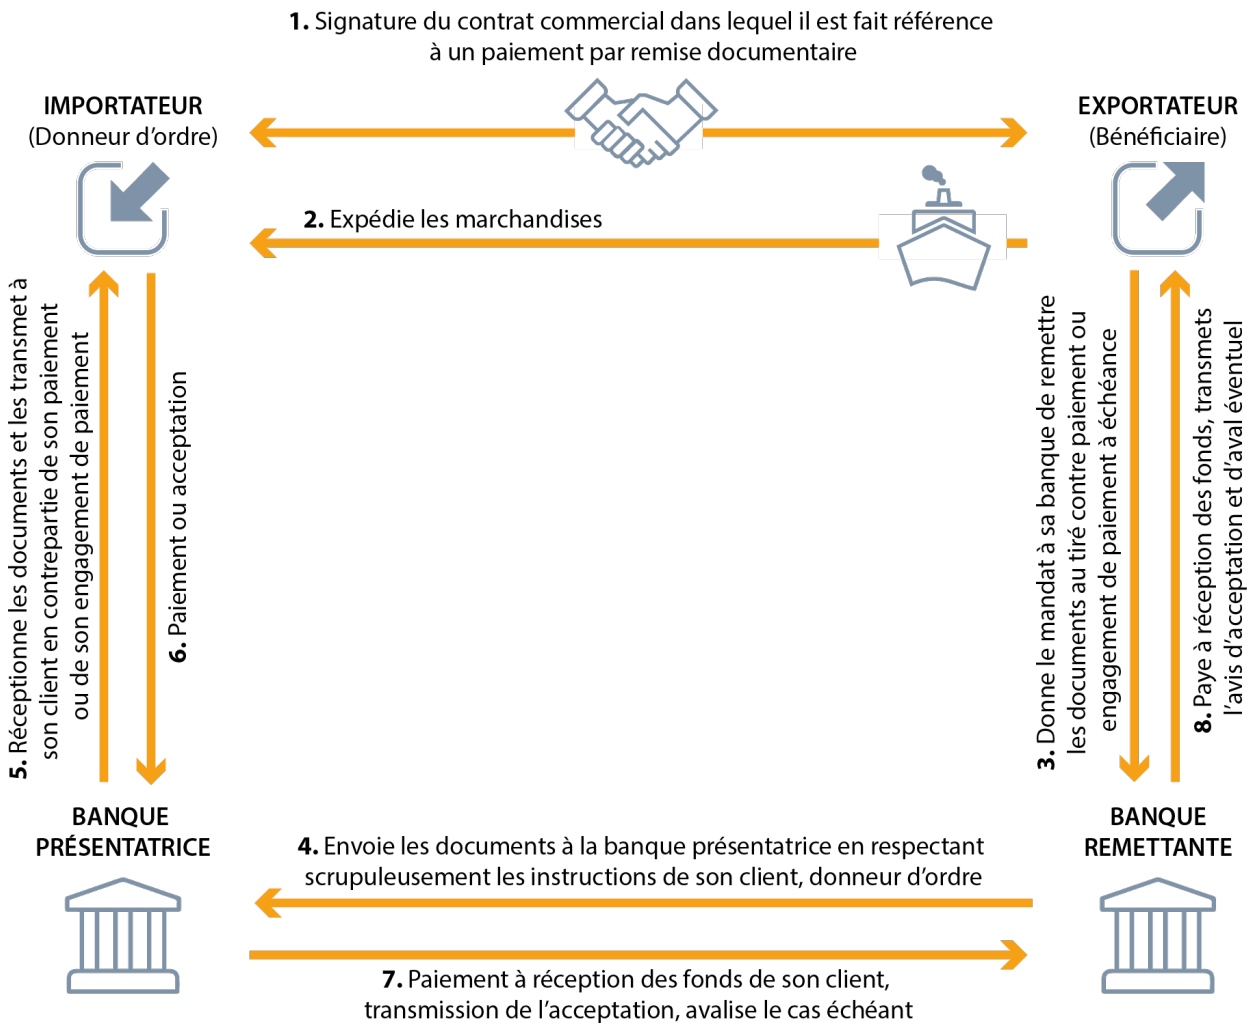 1. Signature du contrat commercial dans lequel il est fait référence
à un paiement par remise documentaire
IMPORTATEUR
(Donneur d’ordre)
EXPORTATEUR
(Bénéficiaire)
2. Expédie les marchandises
3. Donne le mandat à sa banque de remettre
les documents au tiré contre paiement ou
engagement de paiement à échéance
8. Paye à réception des fonds, transmets
l’avis d’acceptation et d’aval éventuel
5. Réceptionne les documents et les transmet à
son client en contrepartie de son paiement
ou de son engagement de paiement
6. Paiement ou acceptation
BANQUE
PRÉSENTATRICE
BANQUE
REMETTANTE
4. Envoie les documents à la banque présentatrice en respectant
scrupuleusement les instructions de son client, donneur d’ordre
7. Paiement à réception des fonds de son client,
transmission de l’acceptation, avalise le cas échéant